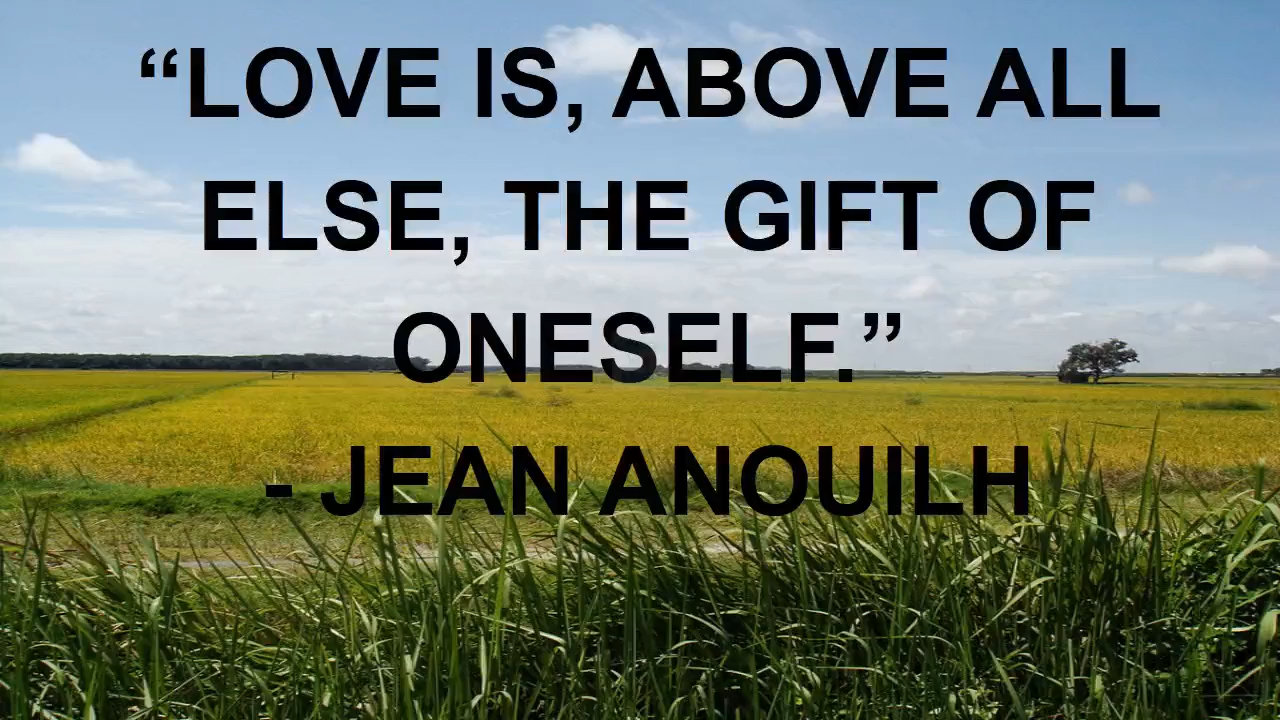 “LOVE IS, ABOVE ALL
ELSE, THE GIFT OF
ONESELF.”
- JEAN ANOUILH